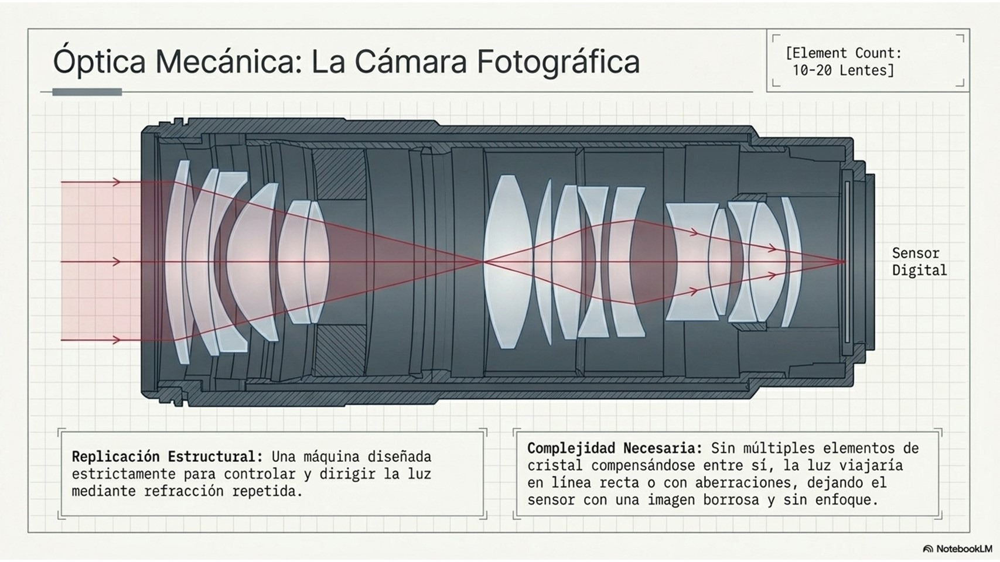 Óptica Mecánica: La Cámara Fotográfica
[Element Count:
10-20 Lentes]
Sensor
Digital
Replicación Estructural: Una máquina diseñada
estrictamente para controlar y dirigir la luz
mediante refracción repetida.
Complejidad Necesaria: Sin múltiples elementos de
cristal compensándose entre sí, la luz viajaría
en línea recta o con aberraciones, dejando el
sensor con una imagen borrosa y sin enfoque.
NotebookLM